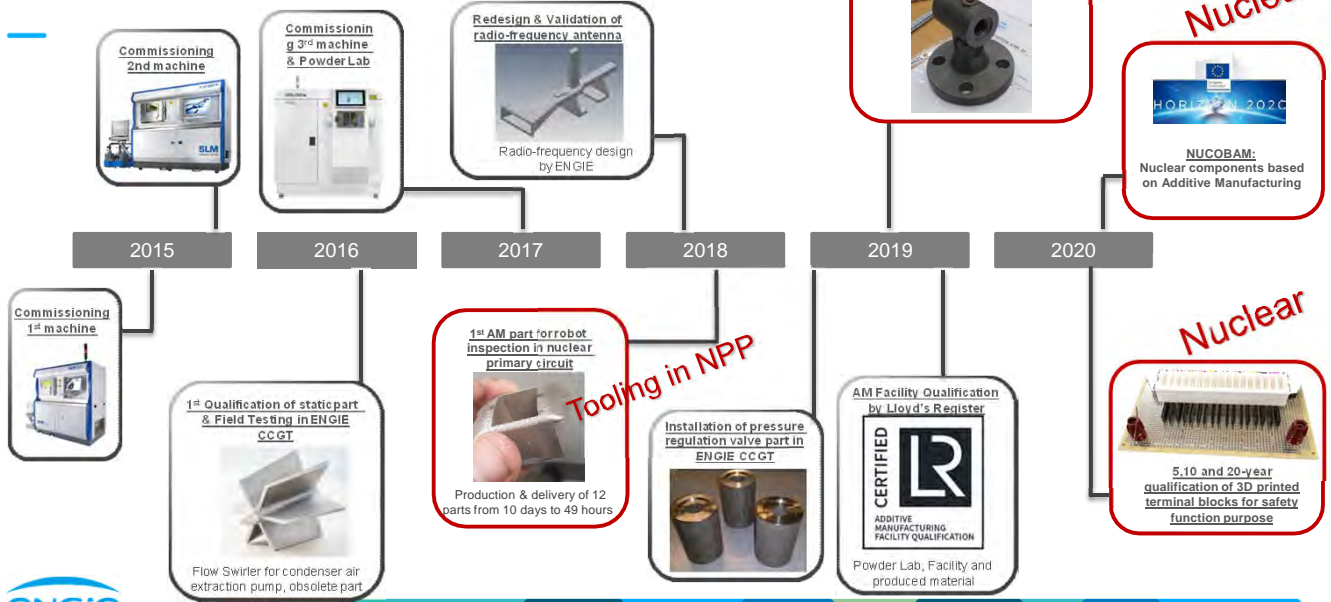 Commissioning
2nd machine
SLM
Commissionin
g 3rd machine
& Powder Lab
Redesign & Validation of
radio-frequency antenna
Radio-frequency design
by ENGIE
HORIZON 2020
NUCOBAM:
Nuclear components based
on Additive Manufacturing
2015
2016
2017
2018
2019
2020
Commissioning
1st machine
1st Qualification of static part
& Field Testing in ENGIE
CCGT
Flow Swirler for condenser air
extraction pump, obsolete part
1st AM part for robot
inspection in nuclear
primary circuit
Production & delivery of 12
parts from 10 days to 49 hours
Tooling in NPP
Installation of pressure
regulation valve part in
ENGIE CCGT
AM Facility Qualification
by Lloyd's Register
CERTIFIED
LR
ADDITIVE
MANUFACTURING
FACILITY QUALIFICATION
Powder Lab, Facility and
produced material
Nuclear
5,10 and 20-year
qualification of 3D printed
terminal blocks for safety
function purpose